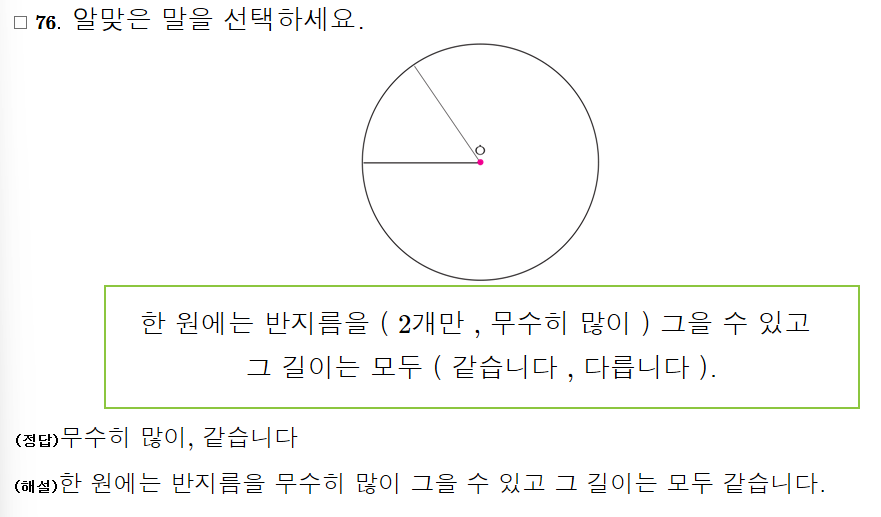 □ 76. 알맞은 말을 선택하세요.
ㅇ
한 원에는 반지름을 ( 2개만 , 무수히 많이 ) 그을 수 있고
그 길이는 모두 ( 같습니다 , 다릅니다 ).
(정답)무수히 많이, 같습니다
(해설)한 원에는 반지름을 무수히 많이 그을 수 있고 그 길이는 모두 같습니다.